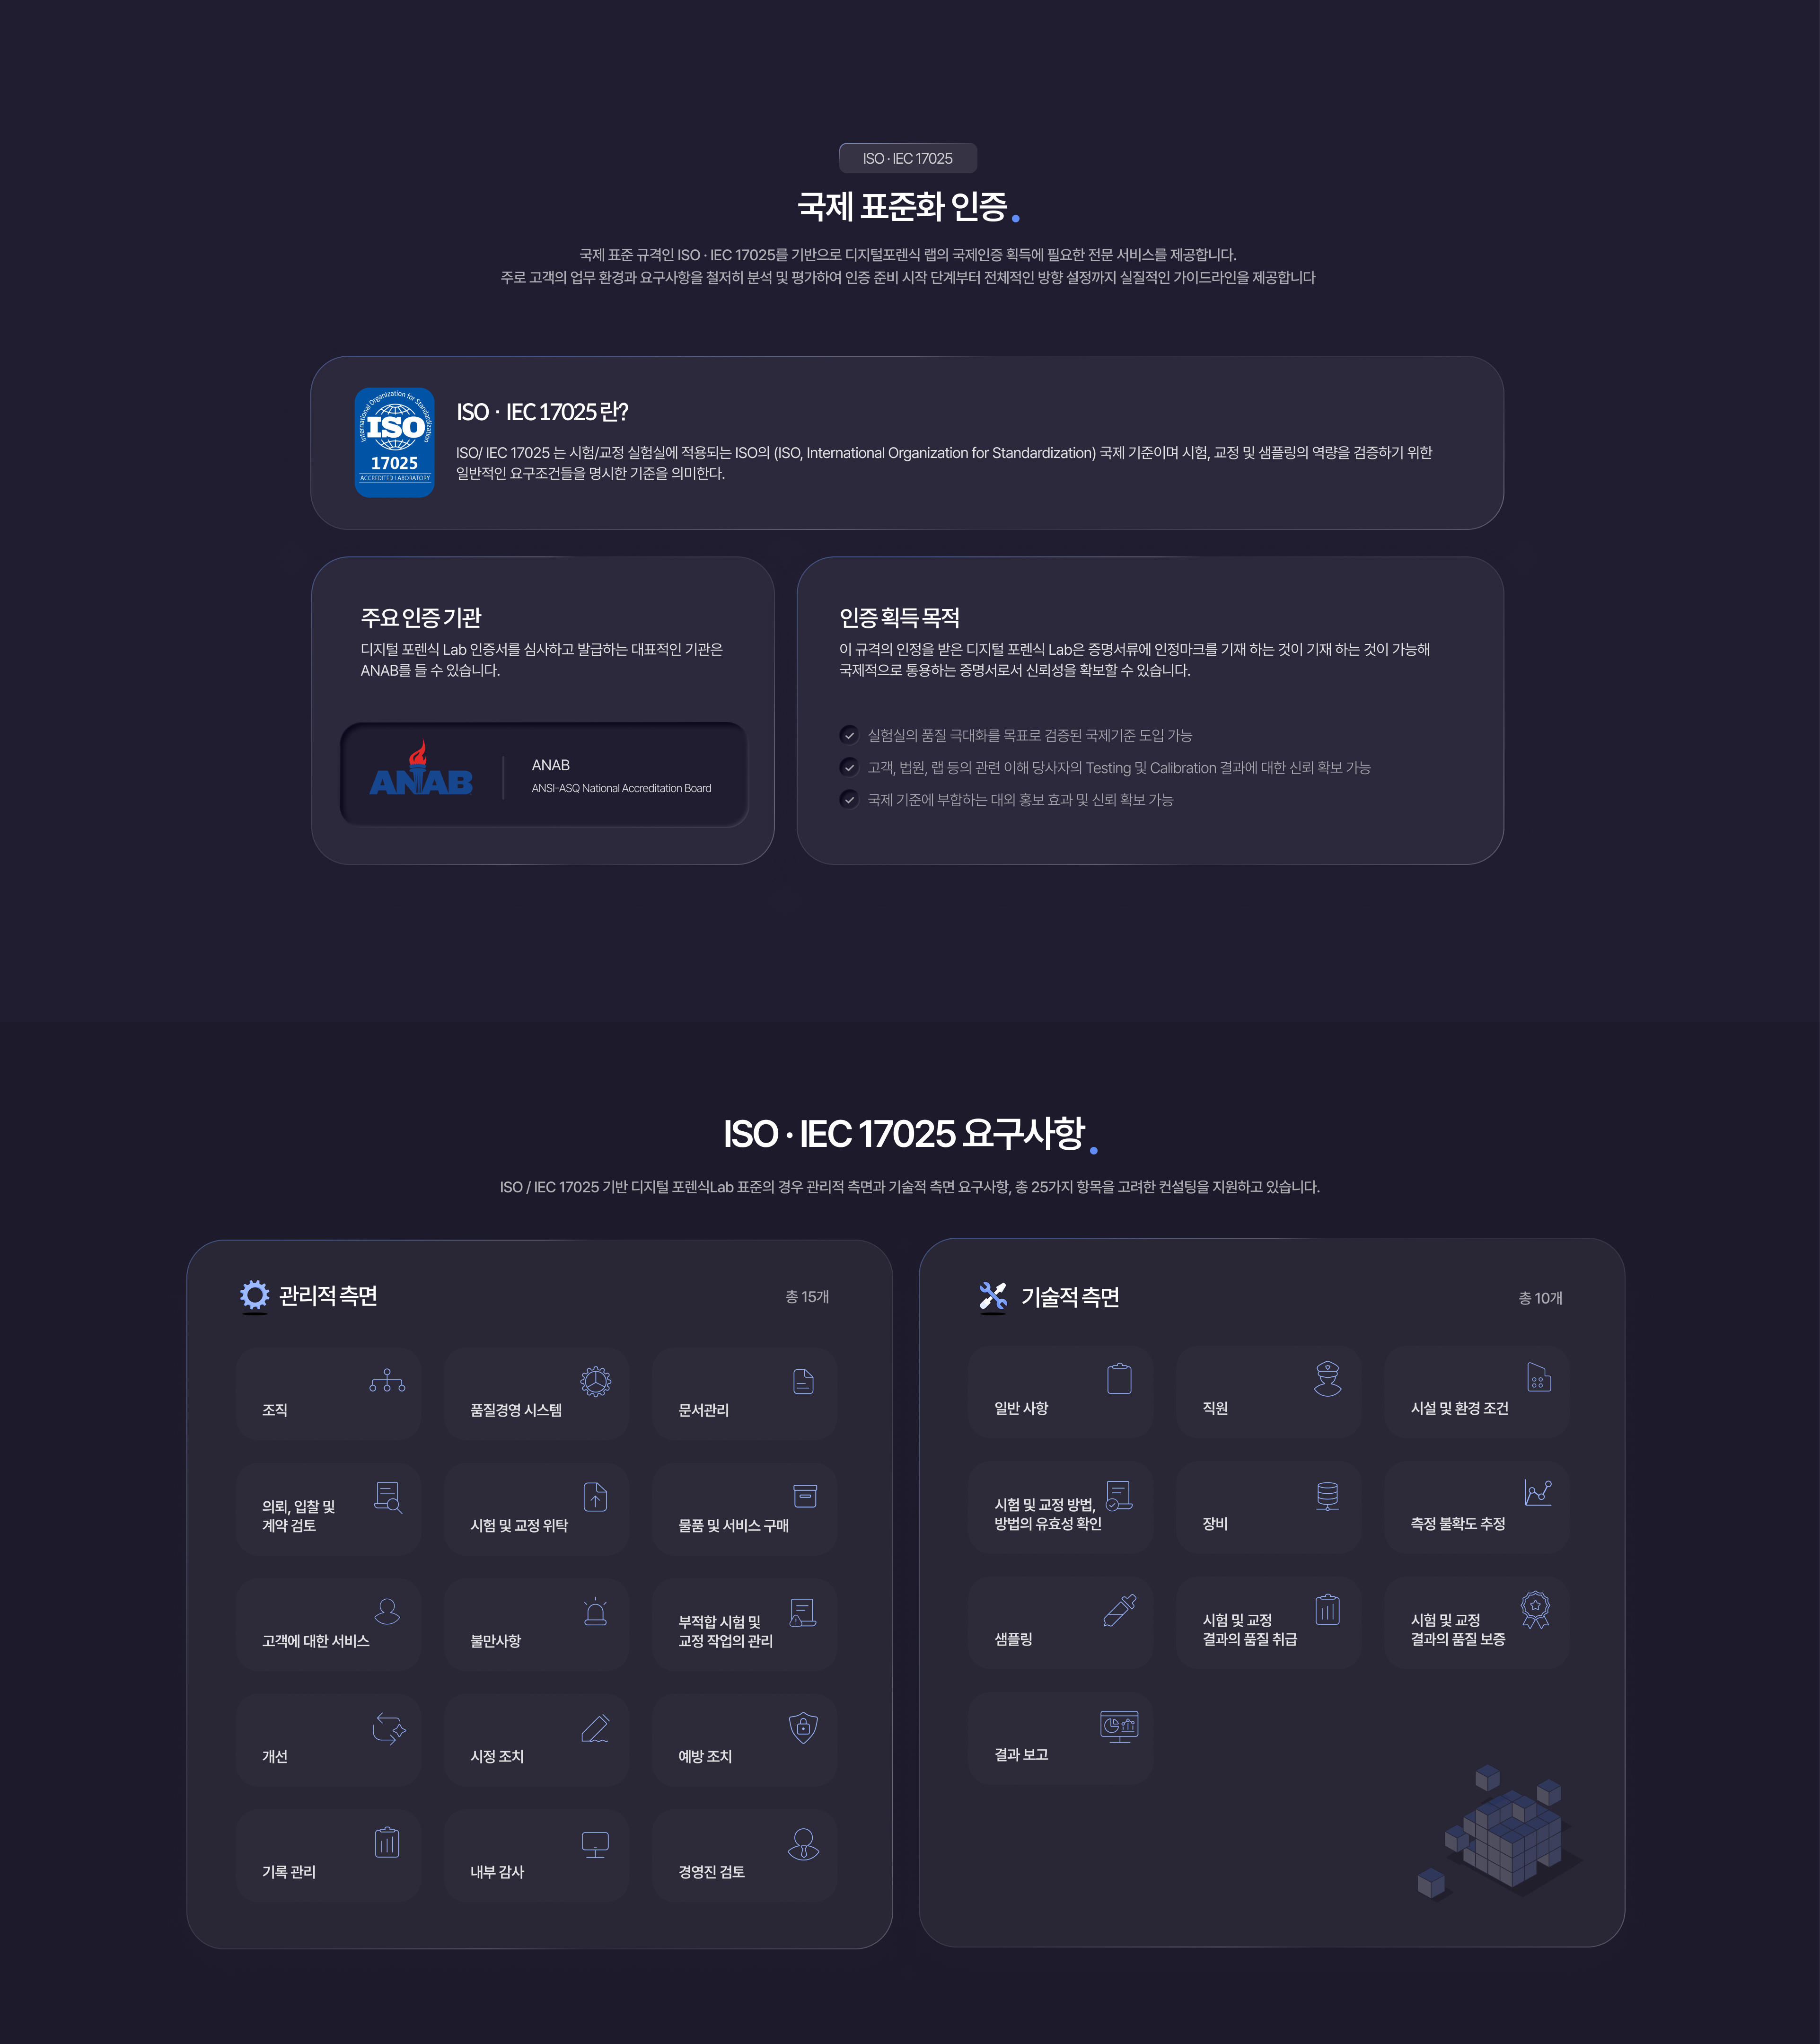 ISO · IEC 17025
국제 표준화 인증.
국제 표준 규격인 ISO · IEC 17025를 기반으로 디지털포렌식 랩의 국제인증 획득에 필요한 전문 서비스를 제공합니다.
주로 고객의 업무 환경과 요구사항을 철저히 분석 및 평가하여 인증 준비 시작 단계부터 전체적인 방향 설정까지 실질적인 가이드라인을 제공합니다
International Organization for Standardization
ISO
17025
ACCREDITED LABORATORY
ISO · IEC 17025란?
ISO/ IEC 17025 는 시험/교정 실험실에 적용되는 ISO의 (ISO, International Organization for Standardization) 국제 기준이며 시험, 교정 및 샘플링의 역량을 검증하기 위한
일반적인 요구조건들을 명시한 기준을 의미한다.
주요 인증 기관
디지털 포렌식 Lab 인증서를 심사하고 발급하는 대표적인 기관은
ANAB를 들 수 있습니다.
ANAB
ANAB
ANSI-ASQ National Accreditation Board
인증 획득 목적
이 규격의 인정을 받은 디지털 포렌식 Lab은 증명서류에 인정마크를 기재 하는 것이 기재 하는 것이 가능해
국제적으로 통용하는 증명서로서 신뢰성을 확보할 수 있습니다.
실험실의 품질 극대화를 목표로 검증된 국제기준 도입 가능
고객, 법원, 랩 등의 관련 이해 당사자의 Testing 및 Calibration 결과에 대한 신뢰 확보 가능
국제 기준에 부합하는 대외 홍보 효과 및 신뢰 확보 가능
ISO · IEC 17025 요구사항.
ISO / IEC 17025 기반 디지털 포렌식Lab 표준의 경우 관리적 측면과 기술적 측면 요구사항, 총 25가지 항목을 고려한 컨설팅을 지원하고 있습니다.
관리적 측면
총 15개
조직
품질경영 시스템
문서관리
의뢰, 입찰 및
계약 검토
시험 및 교정 위탁
물품 및 서비스 구매
고객에 대한 서비스
불만사항
부적합 시험 및
교정 작업의 관리
개선
시정 조치
예방 조치
기록 관리
내부 감사
경영진 검토
기술적 측면
총 10개
일반 사항
직원
시설 및 환경 조건
시험 및 교정 방법,
방법의 유효성 확인
장비
측정 불확도 추정
샘플링
시험 및 교정
결과의 품질 취급
시험 및 교정
결과의 품질 보증
결과 보고